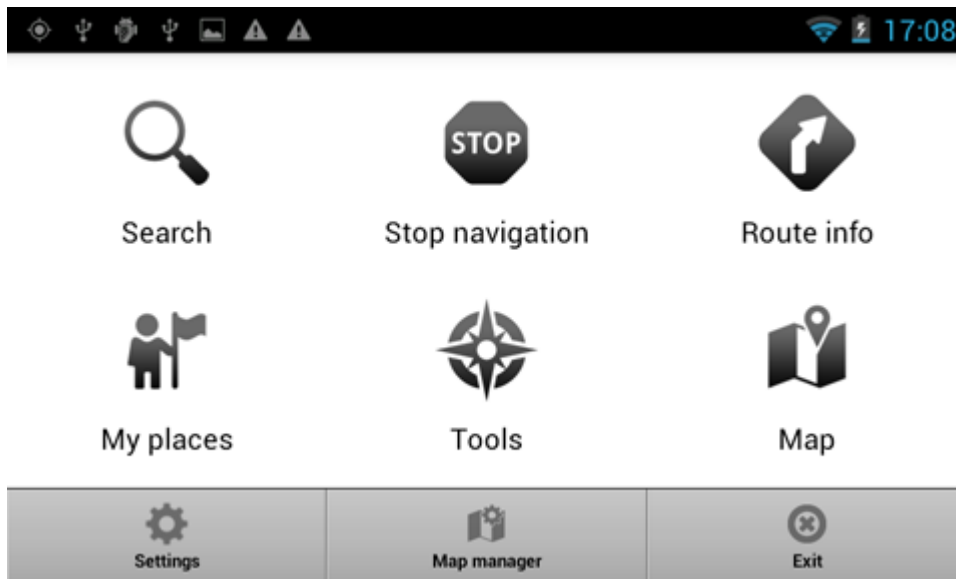 17:08
STOP
Search
Stop navigation
Route info
My places
Tools
Map
Settings
Map manager
Exit